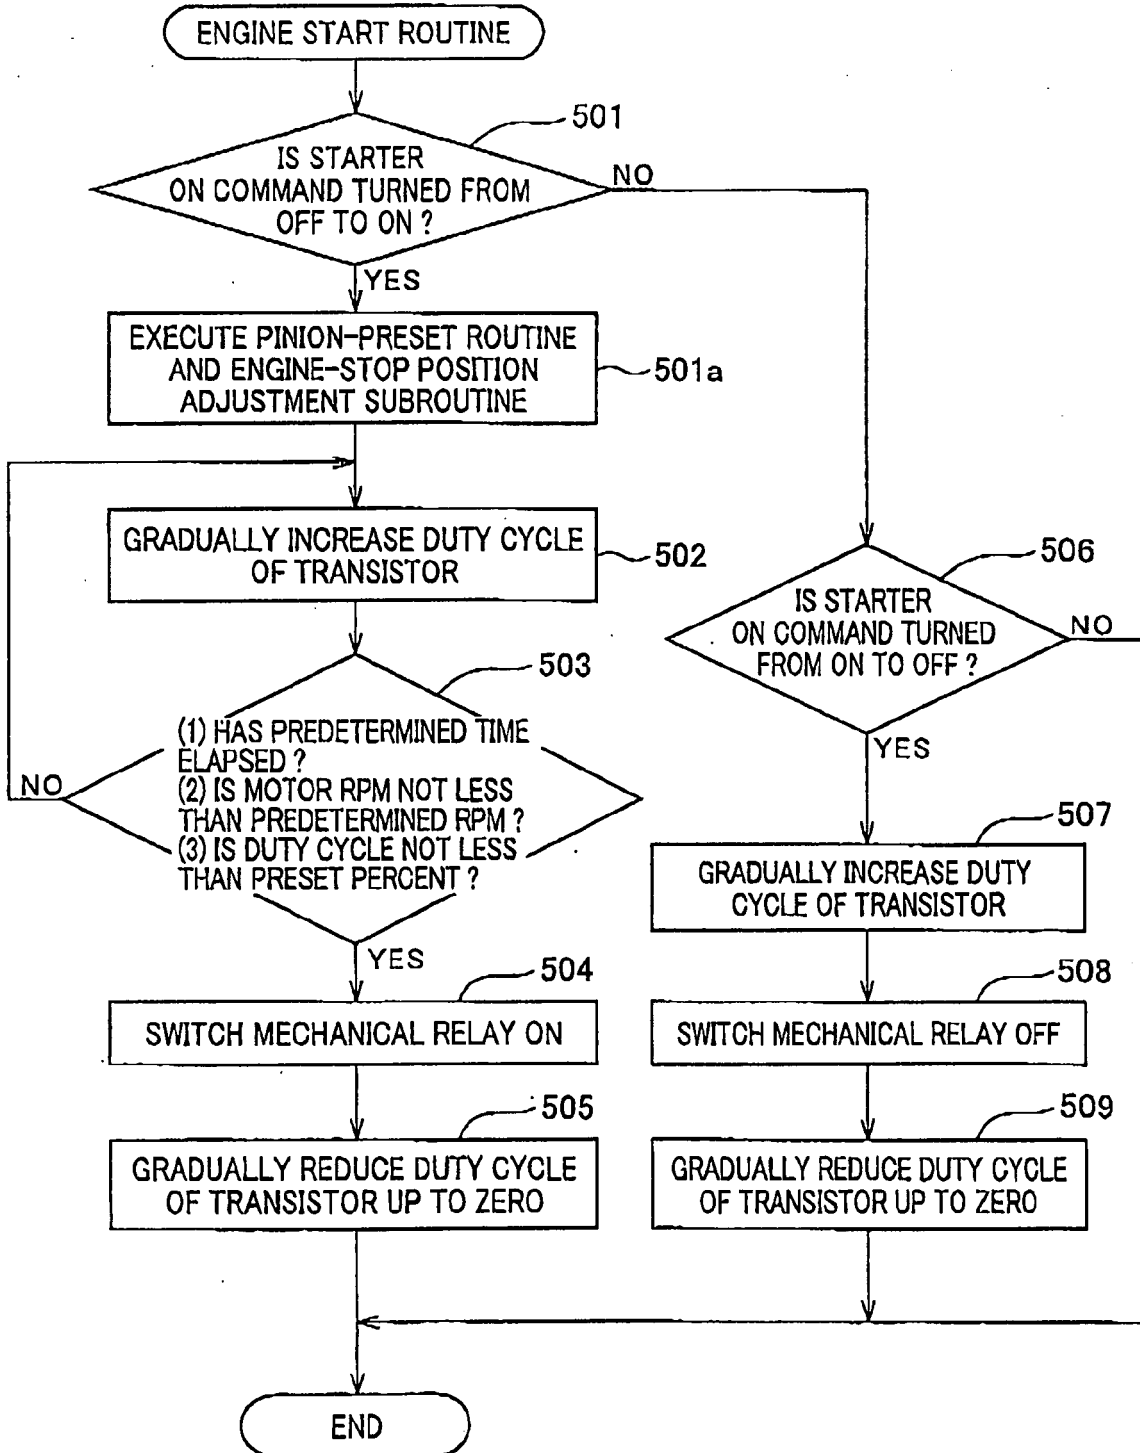 ENGINE START ROUTINE
501
IS STARTER
ON COMMAND TURNED FROM
OFF TO ON ?
NO
YES
EXECUTE PINION-PRESET ROUTINE
AND ENGINE-STOP POSITION
ADJUSTMENT SUBROUTINE
501a
GRADUALLY INCREASE DUTY CYCLE
OF TRANSISTOR
502
503
(1) HAS PREDETERMINED TIME
ELAPSED ?
(2) IS MOTOR RPM NOT LESS
THAN PREDETERMINED RPM ?
(3) IS DUTY CYCLE NOT LESS
THAN PRESET PERCENT ?
NO
YES
504
SWITCH MECHANICAL RELAY ON
505
GRADUALLY REDUCE DUTY CYCLE
OF TRANSISTOR UP TO ZERO
506
IS STARTER
ON COMMAND TURNED
FROM ON TO OFF ?
NO
YES
507
GRADUALLY INCREASE DUTY
CYCLE OF TRANSISTOR
508
SWITCH MECHANICAL RELAY OFF
509
GRADUALLY REDUCE DUTY CYCLE
OF TRANSISTOR UP TO ZERO
END